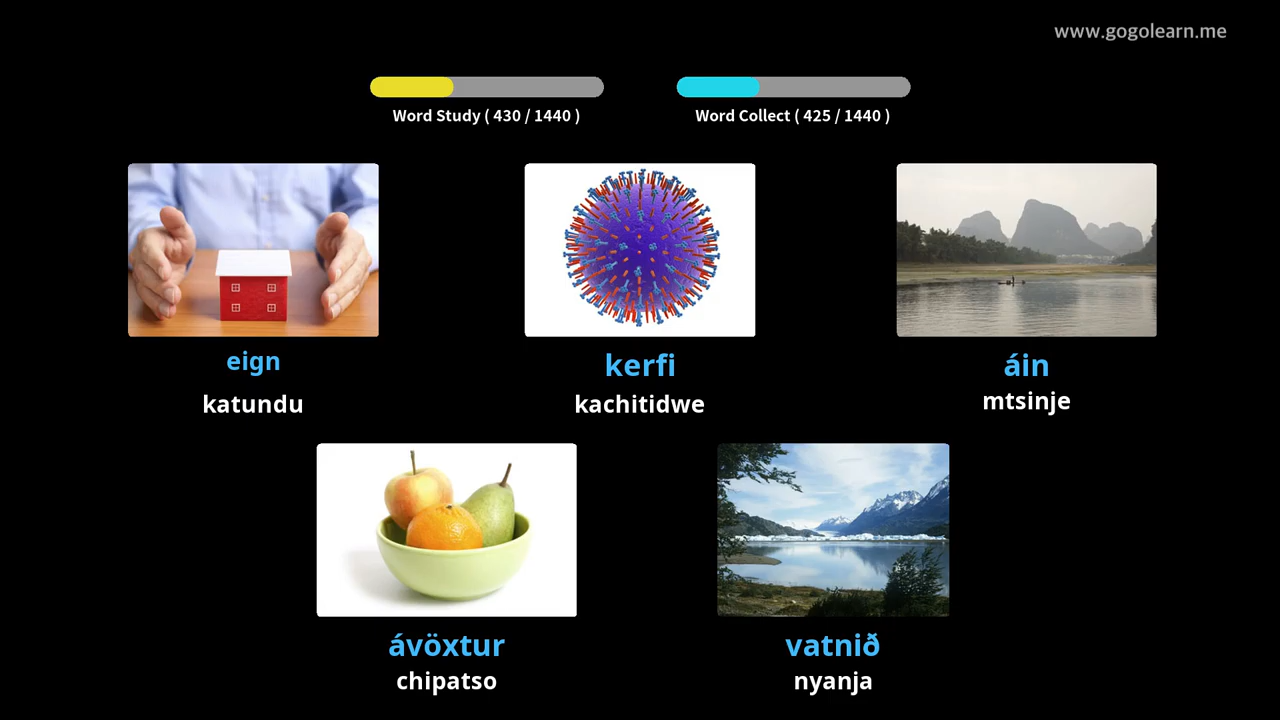 www.gogolearn.me
Word Study ( 430 / 1440 )
Word Collect ( 425 / 1440 )
eign
katundu
kerfi
kachitidwe
áin
mtsinje
ávöxtur
chipatso
vatnið
nyanja